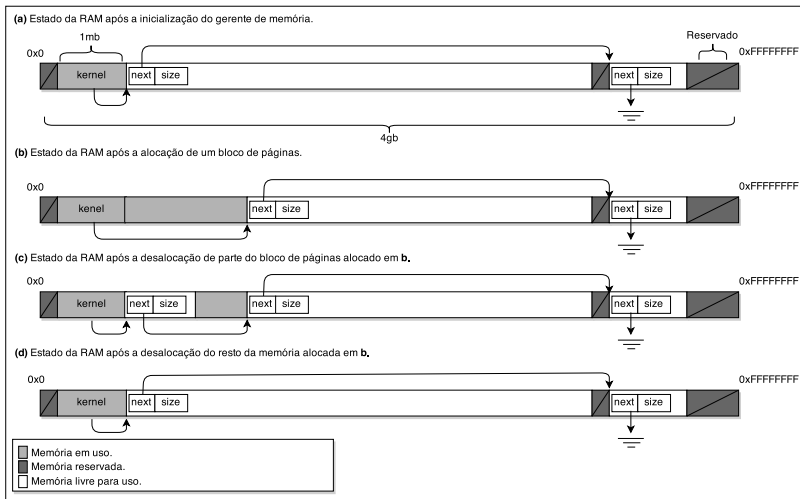 (a) Estado da RAM após a inicialização do gerente de memória.
1mb
Reservado
0x0
0xFFFFFFFF
kernel
next size
next size
4gb
(b) Estado da RAM após a alocação de um bloco de páginas.
0x0
0xFFFFFFFF
kenel
next size
next size
(c) Estado da RAM após a desalocação de parte do bloco de páginas alocado em b.
0x0
0xFFFFFFFF
kernel
next size
next size
next size
(d) Estado da RAM após a desalocação do resto da memória alocada em b.
0x0
0xFFFFFFFF
kernel
next size
next size
Memória em uso.
Memória reservada.
Memória livre para uso.